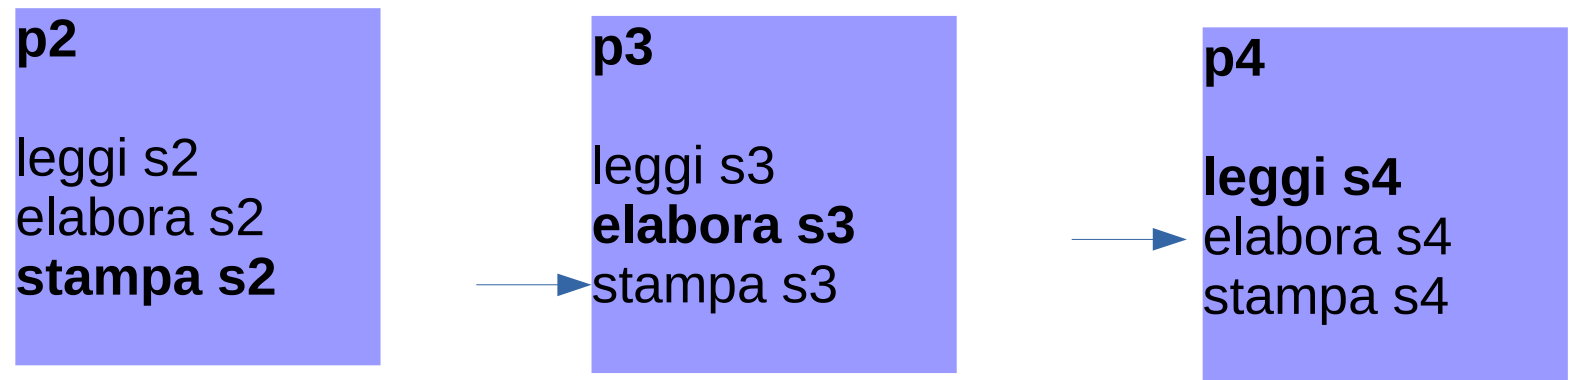 p2
leggi s2
elabora s2
stampa s2
p3
leggi s3
elabora s3
stampa s3
p4
leggi s4
elabora s4
stampa s4